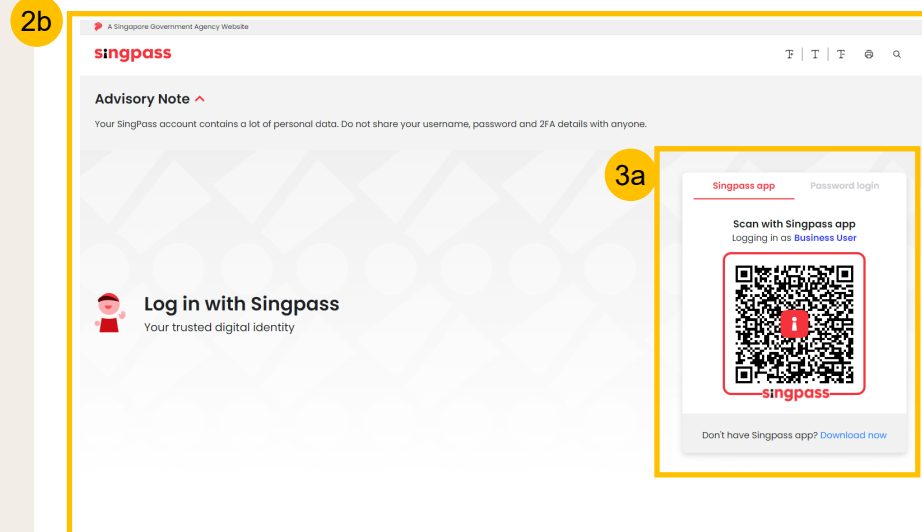 2b
A Singapore Government Agency Website
singpass
T | T | T
Advisory Note
Your SingPass account contains a lot of personal data. Do not share your username, password and 2FA details with anyone.
3a
Singpass app Password login
Scan with Singpass app
Logging in as Business User
Log in with Singpass
Your trusted digital identity
singpass
Don't have Singpass app? Download now